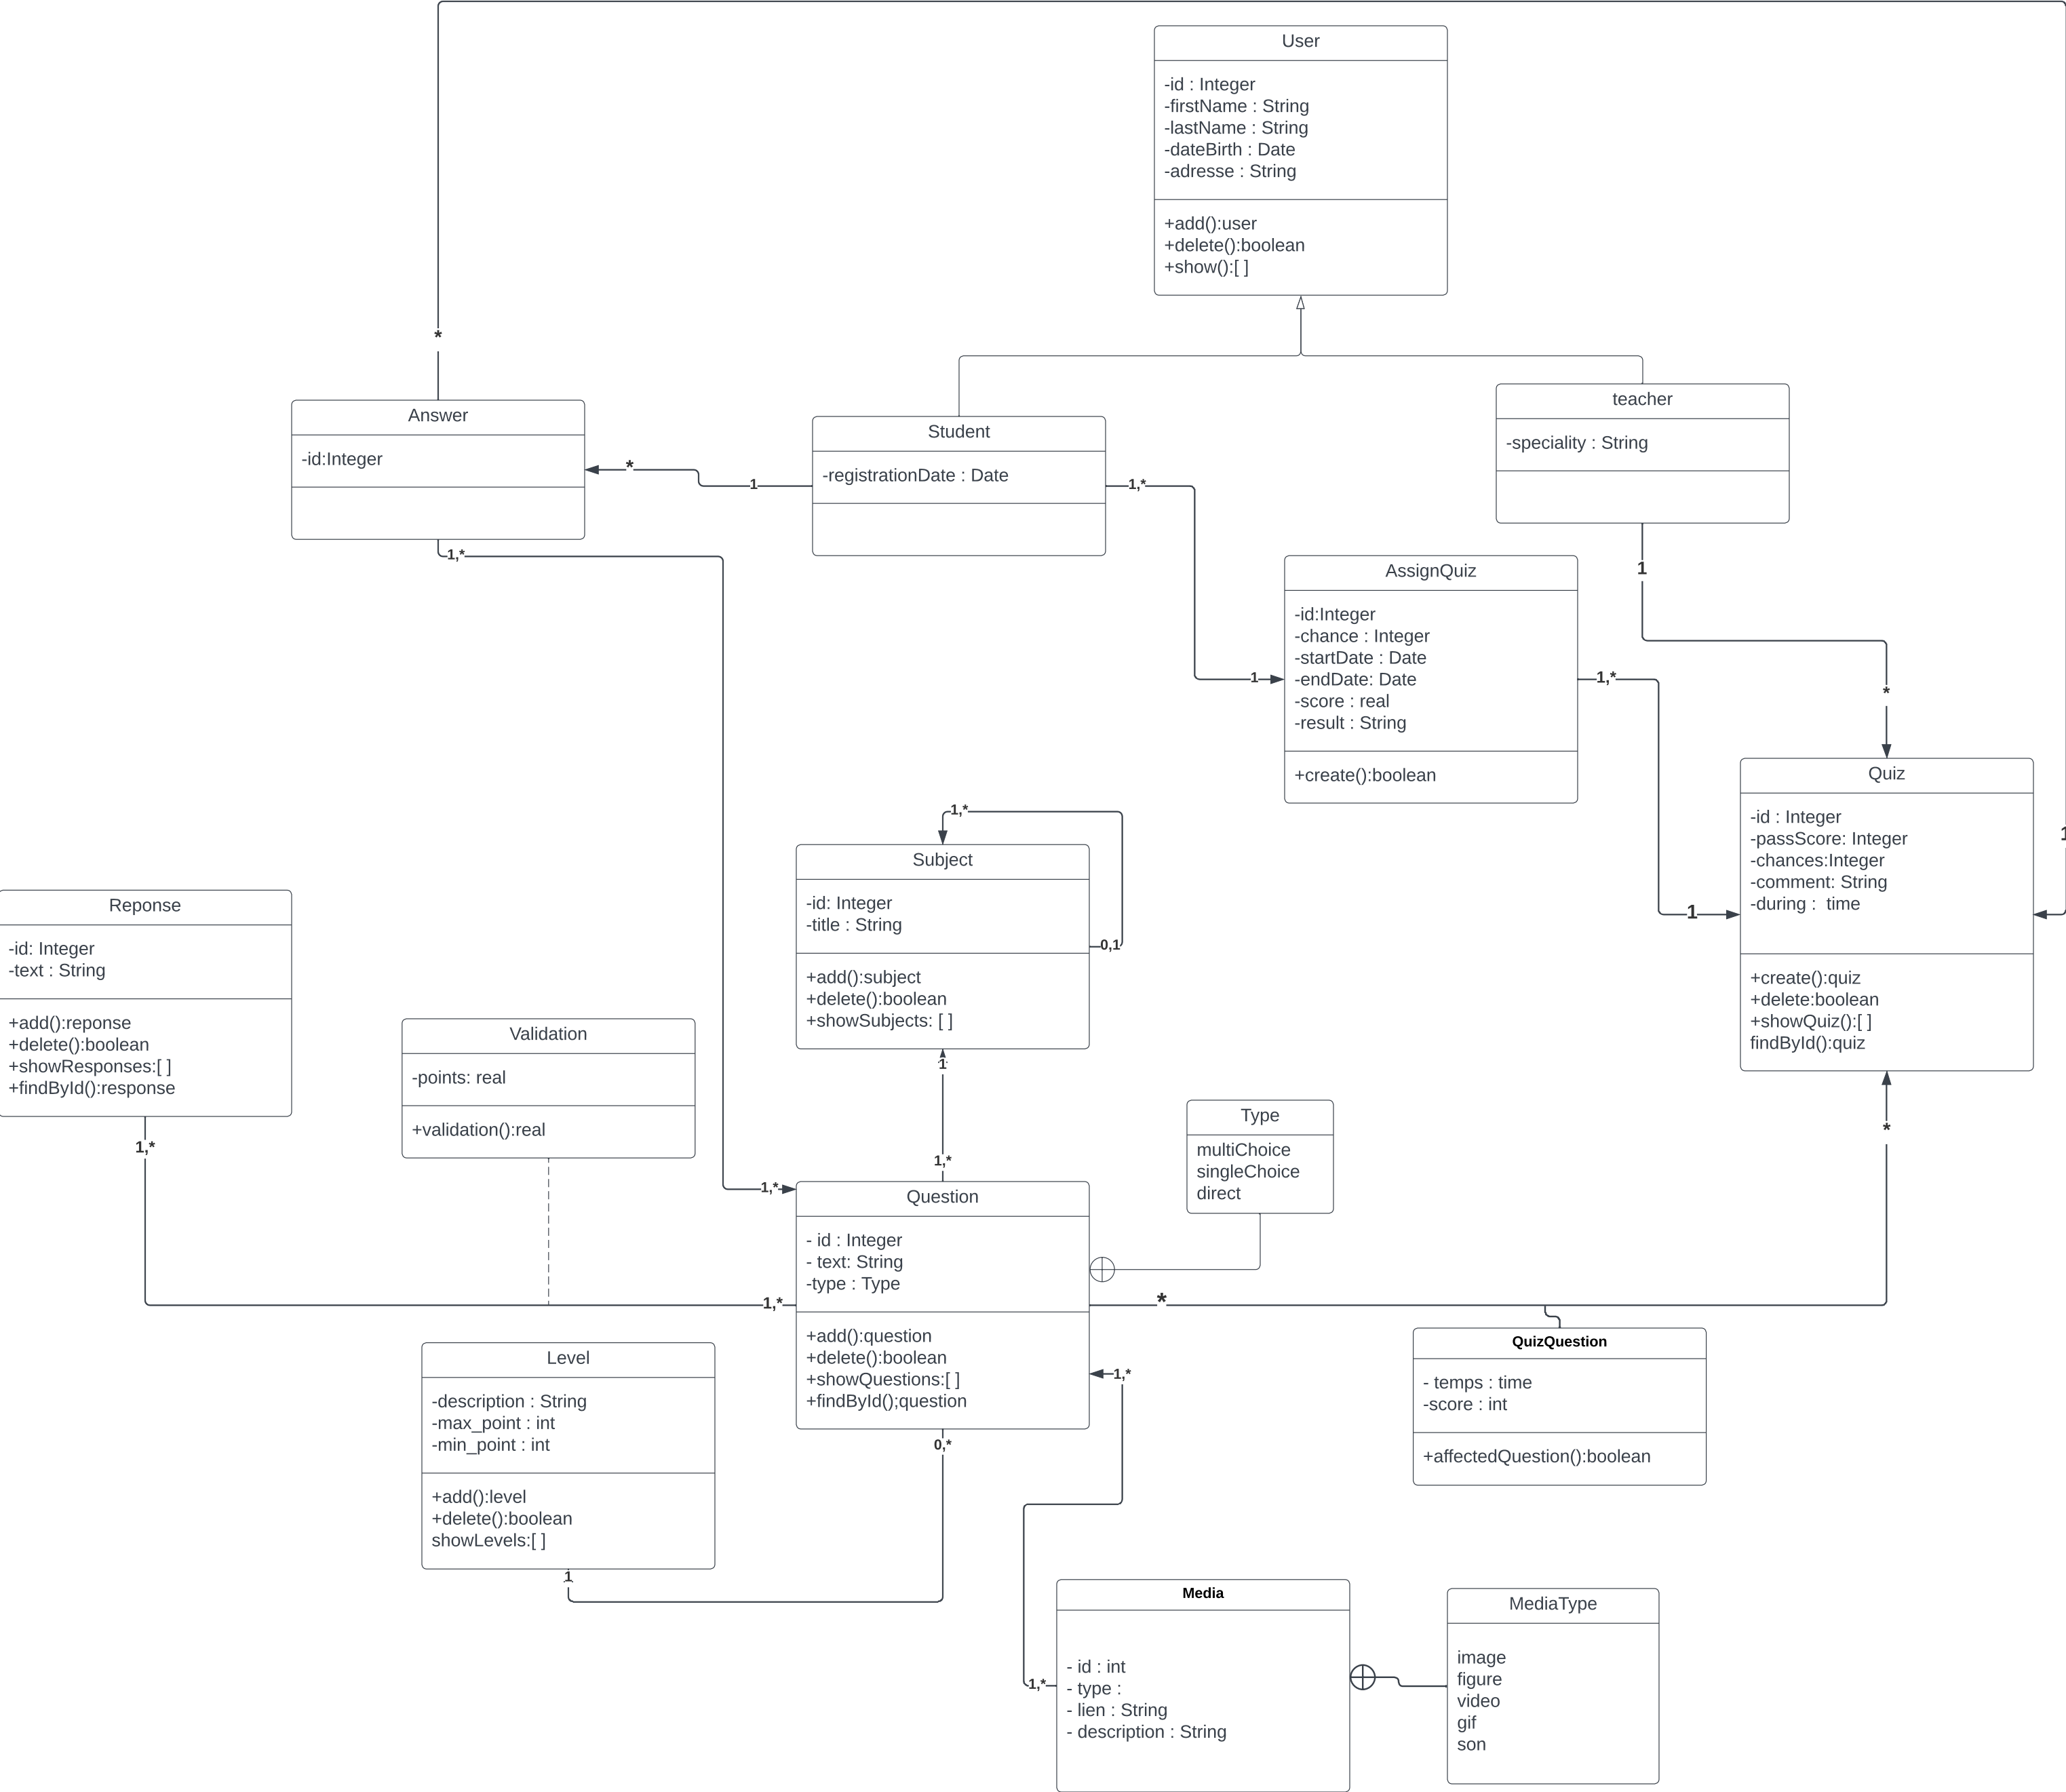 User
-id : Integer
-firstName : String
-lastName : String
-dateBirth : Date
-adresse : String
+add():user
+delete():boolean
+show():[ ]
*
Answer
-id:Integer
1,*
*
1
Student
-registrationDate : Date
1,*
1
teacher
-speciality : String
1
*
AssignQuiz
-id:Integer
-chance : Integer
-startDate : Date
-endDate: Date
-score : real
-result : String
+create():boolean
1,*
1
Quiz
-id : Integer
-passScore: Integer
-chances:Integer
-comment: String
-during :  time
+create():quiz
+delete:boolean
+showQuiz():[ ]
findById():quiz
1
*
1,*
Subject
-id: Integer
-title : String
+add():subject
+delete():boolean
+showSubjects: [ ]
0,1
1
1,*
Reponse
-id: Integer
-text : String
+add():reponse
+delete():boolean
+showResponses:[ ]
+findById():response
1,*
Validation
-points: real
+validation():real
1,*
1,*
Question
- id : Integer
- text: String
-type : Type
+add():question
+delete():boolean
+showQuestions:[ ]
+findById();question
0,*
Type
multiChoice
singleChoice
direct
*
1,*
QuizQuestion
- temps : time
-score : int
+affectedQuestion():boolean
Level
-description : String
-max_point : int
-min_point : int
+add():level
+delete():boolean
showLevels:[ ]
1
1,*
Media
- id : int
- type :
- lien : String
- description : String
MediaType
image
figure
video
gif
son